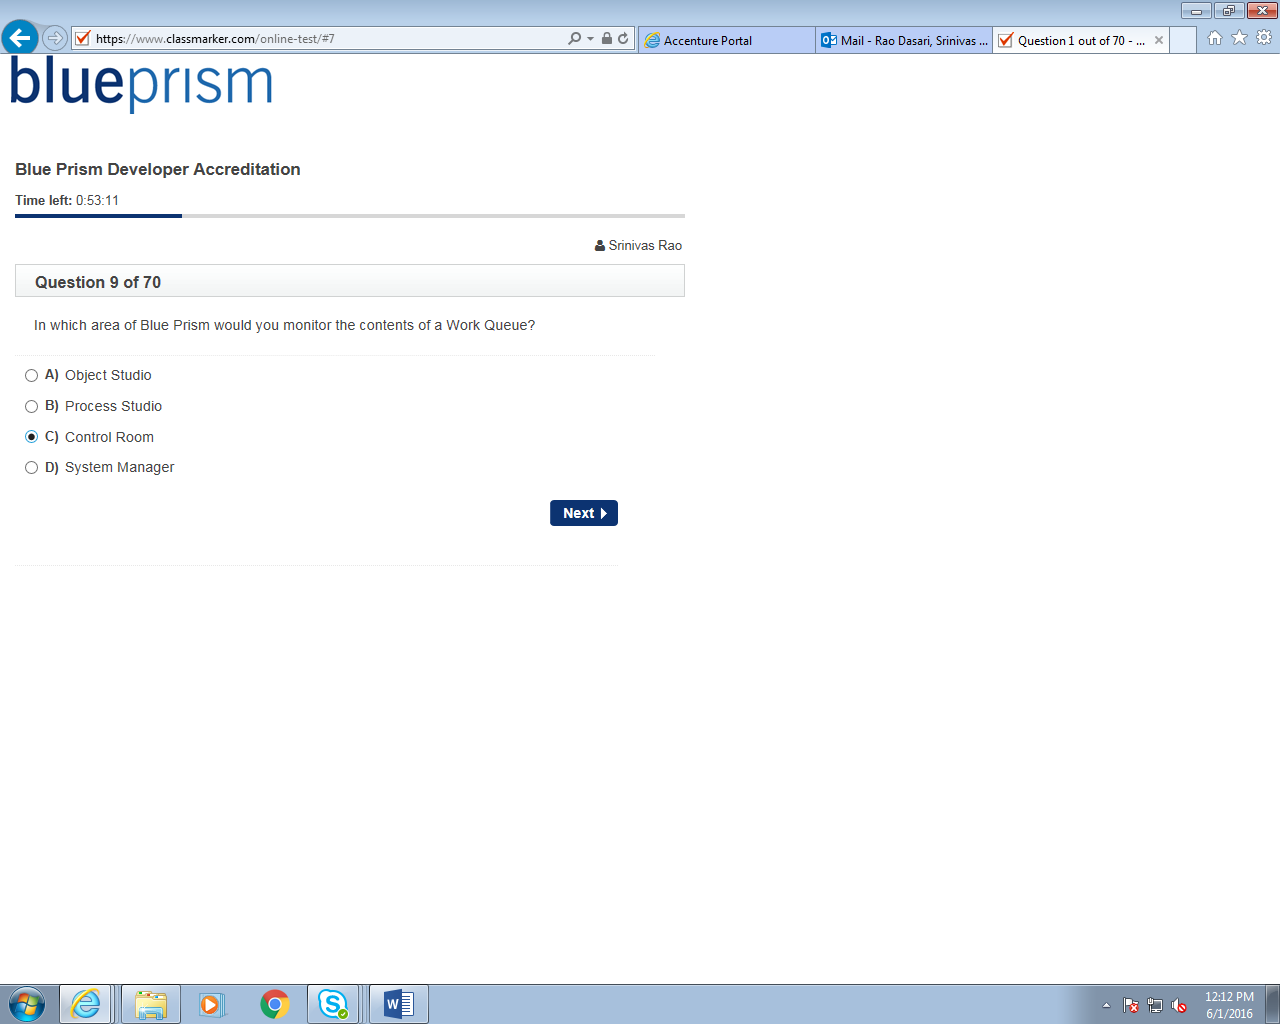 https://www.classmarker.com/online-test/#7
Accenture Portal
Mail - Rao Dasari, Srinivas ...
Question 1 out of 70 - ...
blueprism
Blue Prism Developer Accreditation
Time left: 0:53:11
Srinivas Rao
Question 9 of 70
In which area of Blue Prism would you monitor the contents of a Work Queue?
A) Object Studio
B) Process Studio
C) Control Room
D) System Manager
Next
12:12 PM
6/1/2016